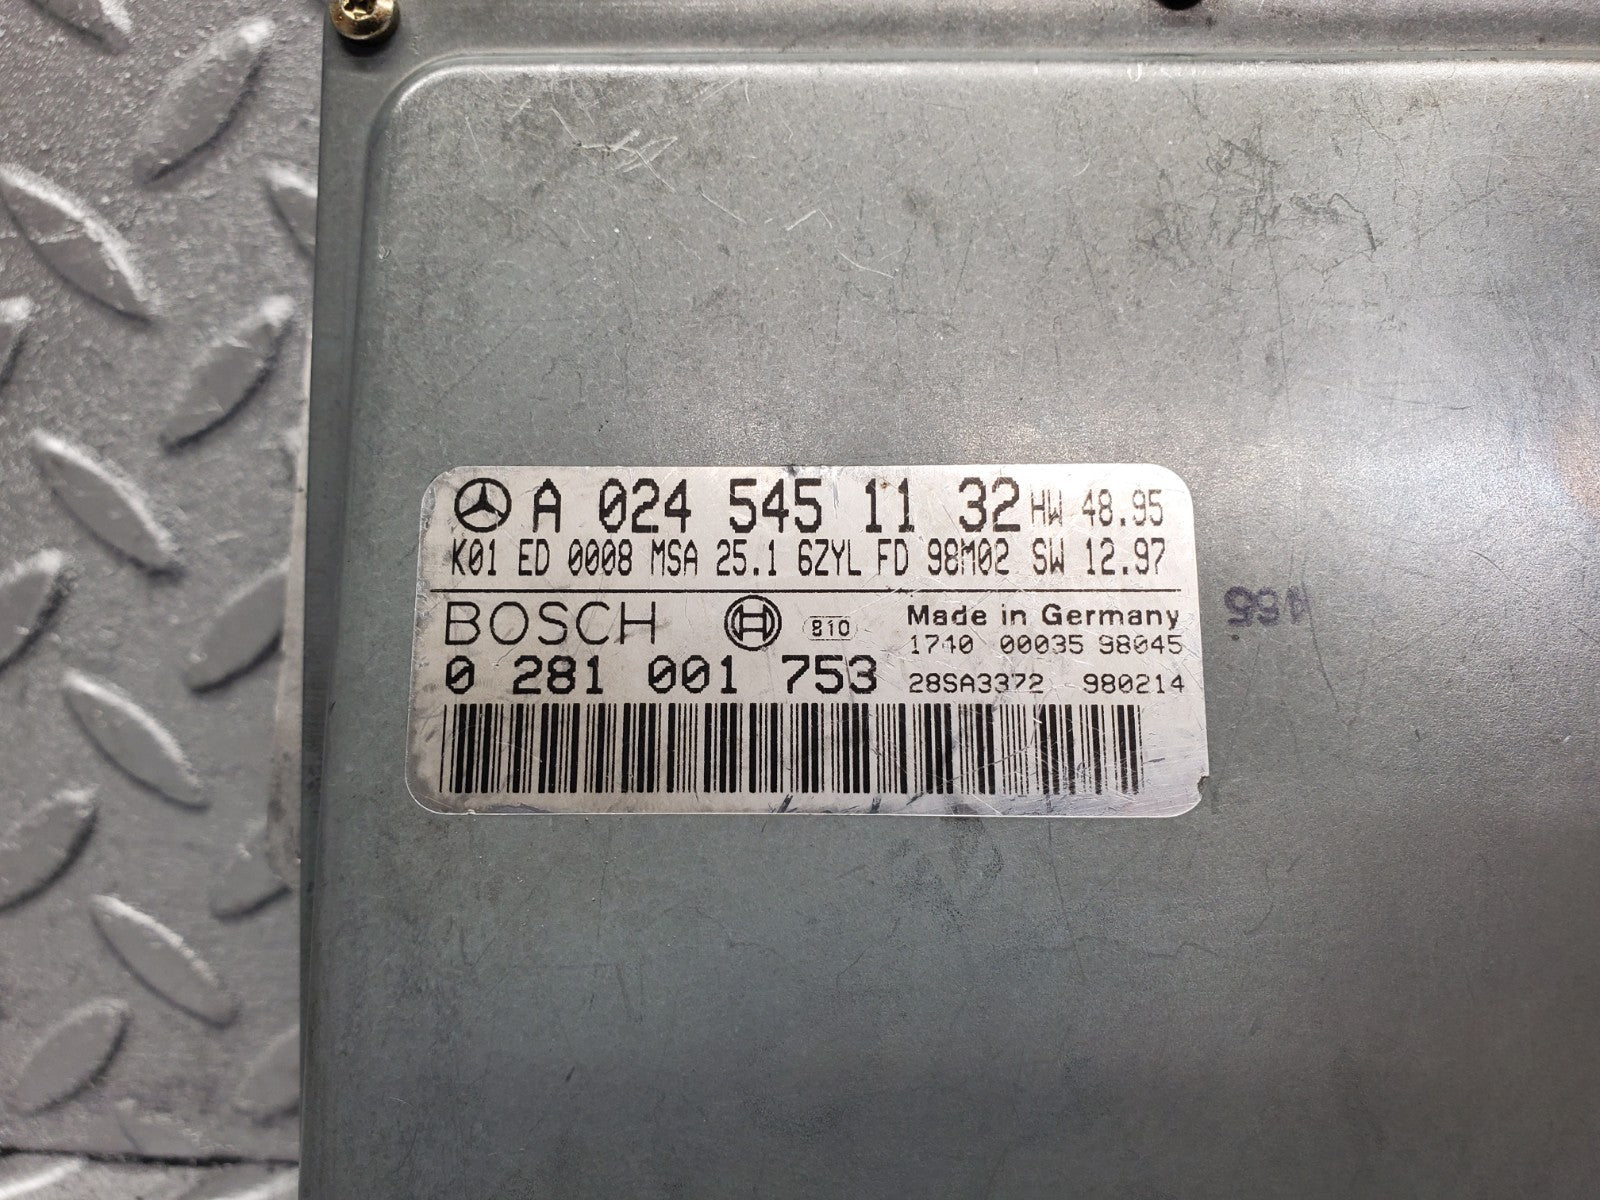 A 024 545 11 32 HW 48.95
K01 ED 0008 MSA 25.1 6ZYL FD 98M02 SW 12.97
BOSCH 810 Made in Germany
1740 00035 98045
0 281 001 753 28SA3372 980214